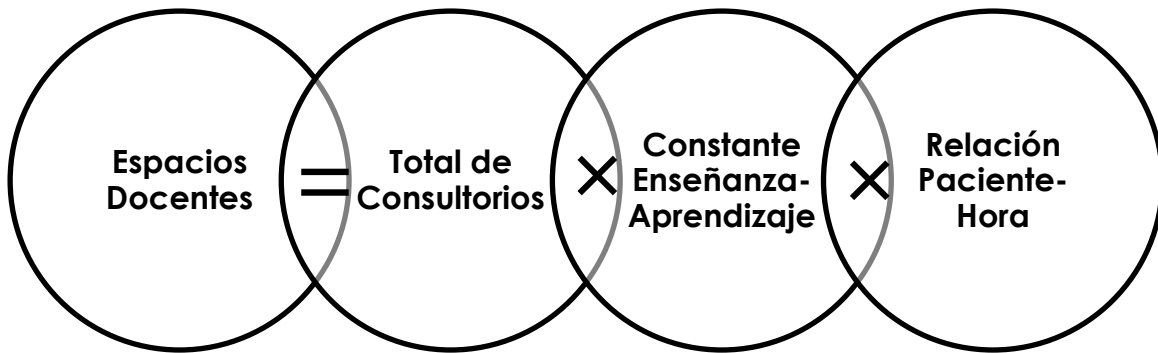 Espacios
Docentes
=
Total de
Consultorios
×
Constante
Enseñanza-
Aprendizaje
×
Relación
Paciente-
Hora